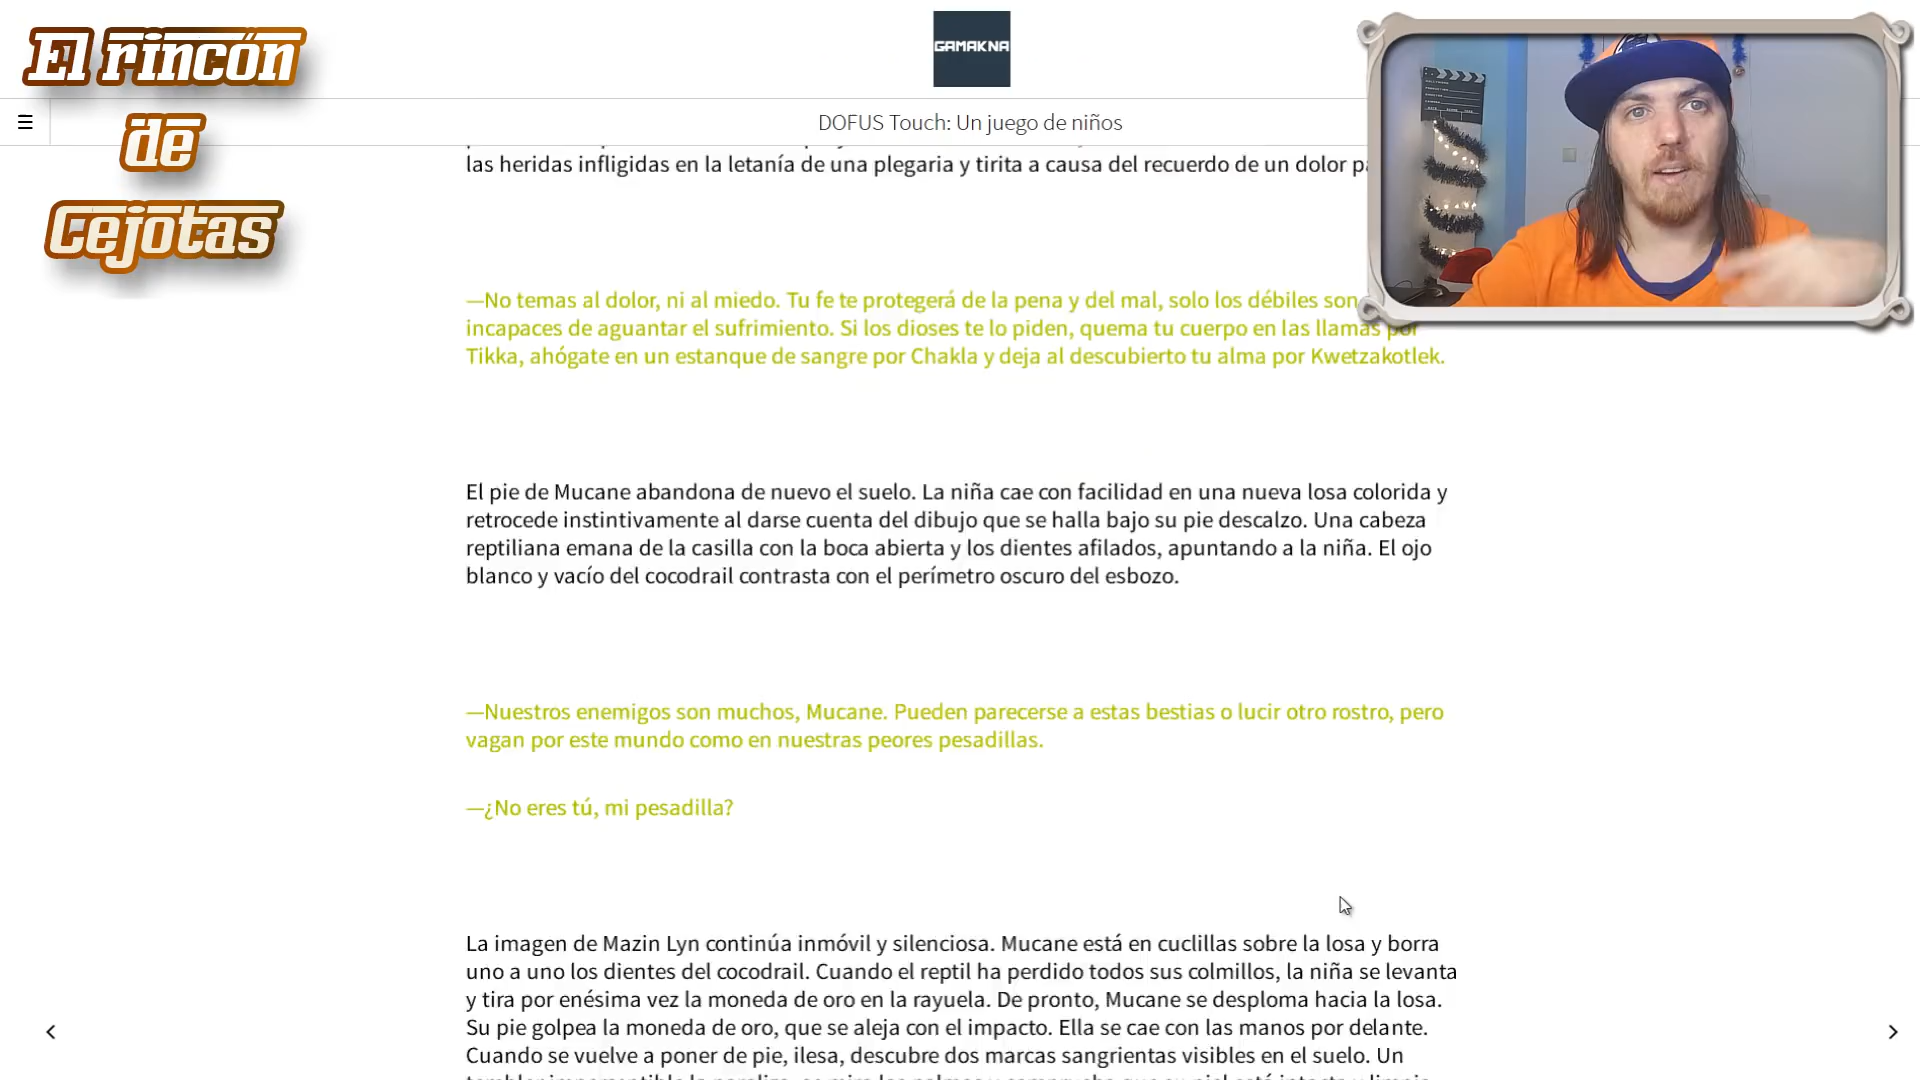 El rincón
de
Cejotas
GAMAKNA
DOFUS Touch: Un juego de niños
las heridas infligidas en la letanía de una plegaria y tirita a causa del recuerdo de un dolor
—No temas al dolor, ni al miedo. Tu fe te protegerá de la pena y del mal, solo los débiles son
incapaces de aguantar el sufrimiento. Si los dioses te lo piden, quema tu cuerpo en las llamas por
Tikka, ahógate en un estanque de sangre por Chakla y deja al descubierto tu alma por Kwetzakotlek.
El pie de Mucane abandona de nuevo el suelo. La niña cae con facilidad en una nueva losa colorida y
retrocede instintivamente al darse cuenta del dibujo que se halla bajo su pie descalzo. Una cabeza
reptiliana emana de la casilla con la boca abierta y los dientes afilados, apuntando a la niña. El ojo
blanco y vacío del cocodrail contrasta con el perímetro oscuro del esbozo.
—Nuestros enemigos son muchos, Mucane. Pueden parecerse a estas bestias o lucir otro rostro, pero
vagan por este mundo como en nuestras peores pesadillas.
—¿No eres tú, mi pesadilla?
La imagen de Mazin Lyn continúa inmóvil y silenciosa. Mucane está en cuclillas sobre la losa y borra
uno a uno los dientes del cocodrail. Cuando el reptil ha perdido todos sus colmillos, la niña se levanta
y tira por enésima vez la moneda de oro en la rayuela. De pronto, Mucane se desploma hacia la losa.
Su pie golpea la moneda de oro, que se aleja con el impacto. Ella se cae con las manos por delante.
Cuando se vuelve a poner de pie, ilesa, descubre dos marcas sangrientas visibles en el suelo. Un